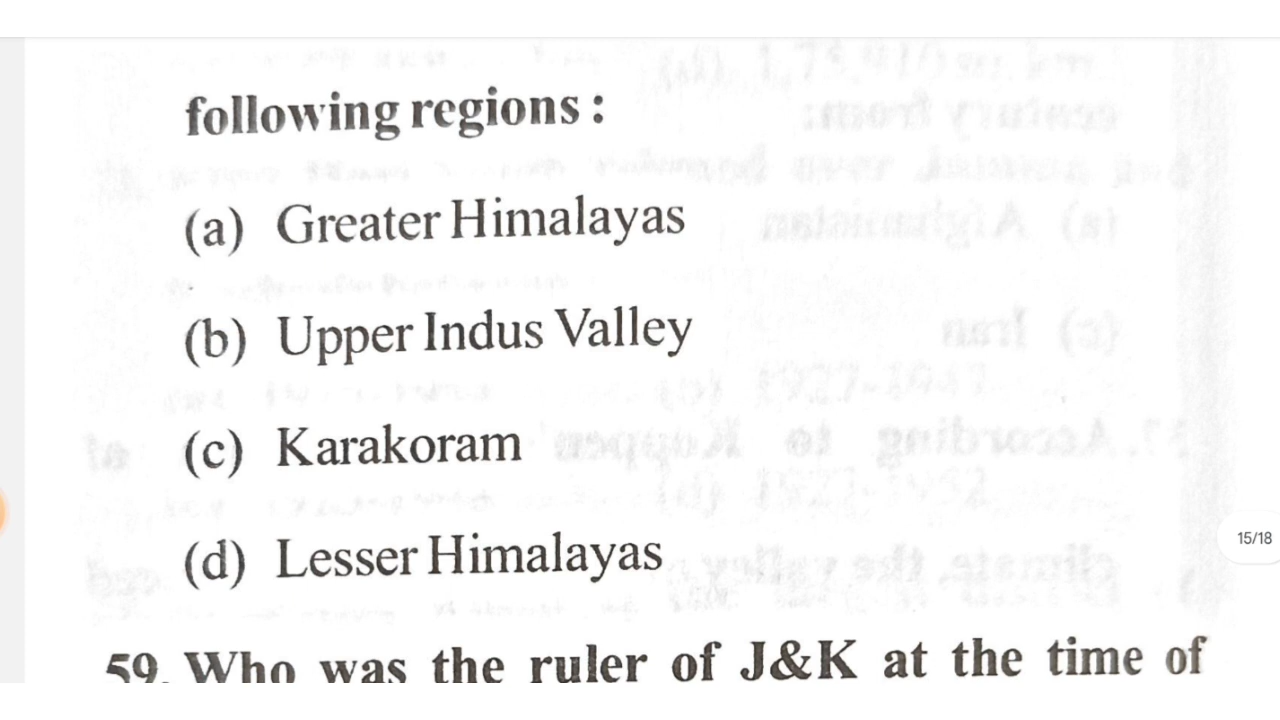 following regions :
(a) Greater Himalayas
(b) Upper Indus Valley
(c) Karakoram
(d) Lesser Himalayas
15/18
59. Who was the ruler of J&K at the time of